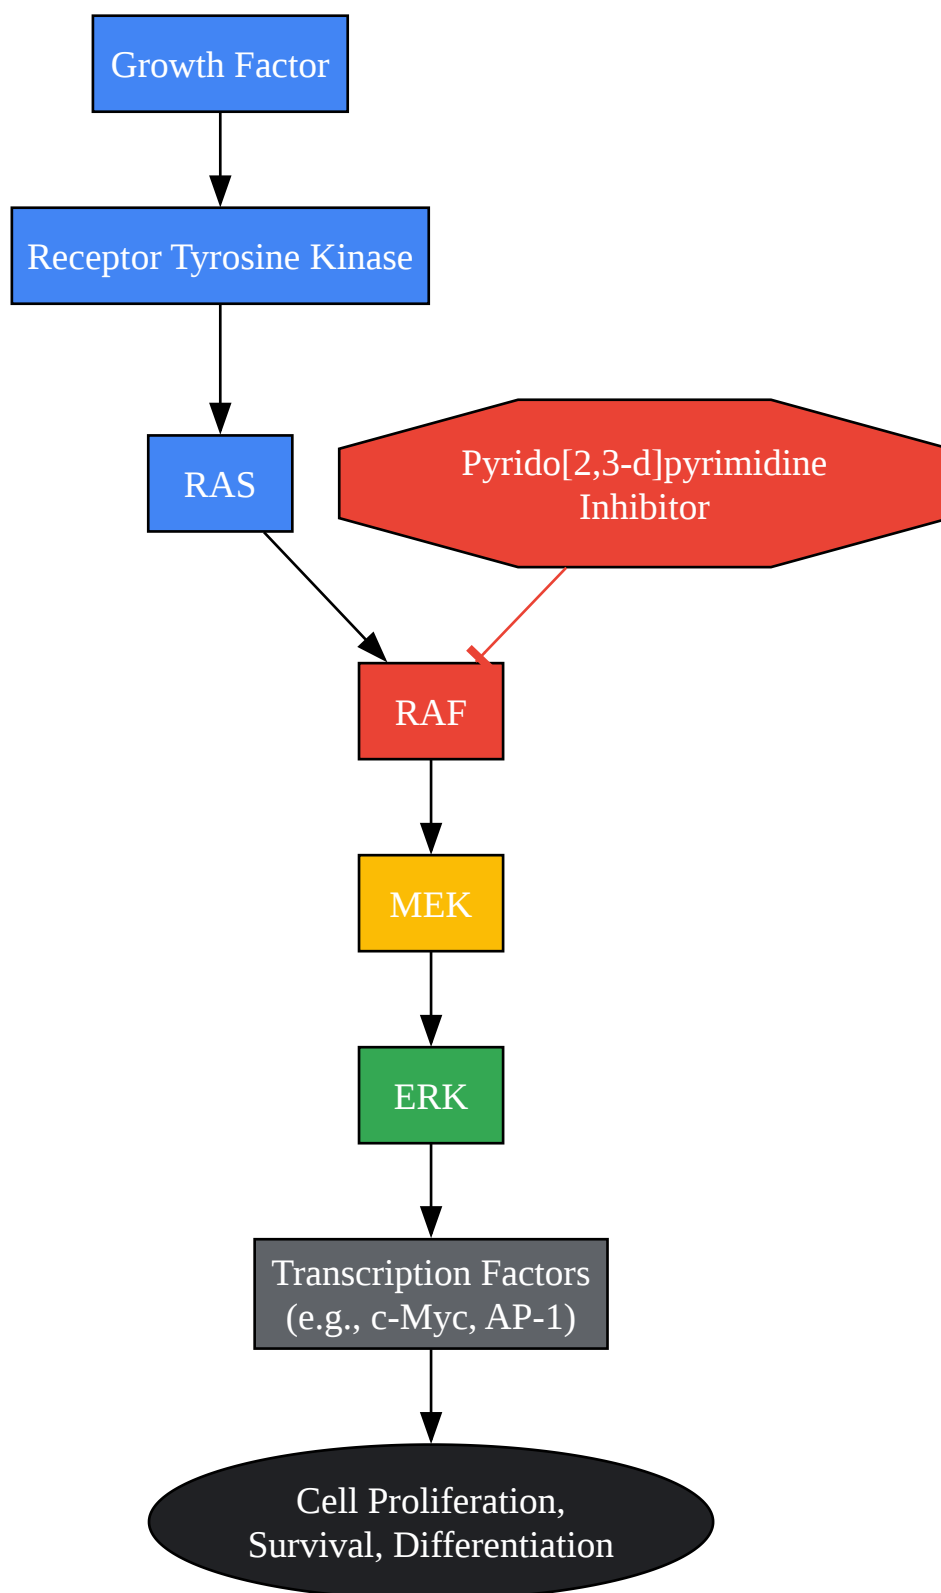 Growth Factor
Receptor Tyrosine Kinase
RAS
Pyrido[2,3-d]pyrimidine
Inhibitor
RAF
MEK
ERK
Transcription Factors
(e.g., c-Myc, AP-1)
Cell Proliferation,
Survival, Differentiation